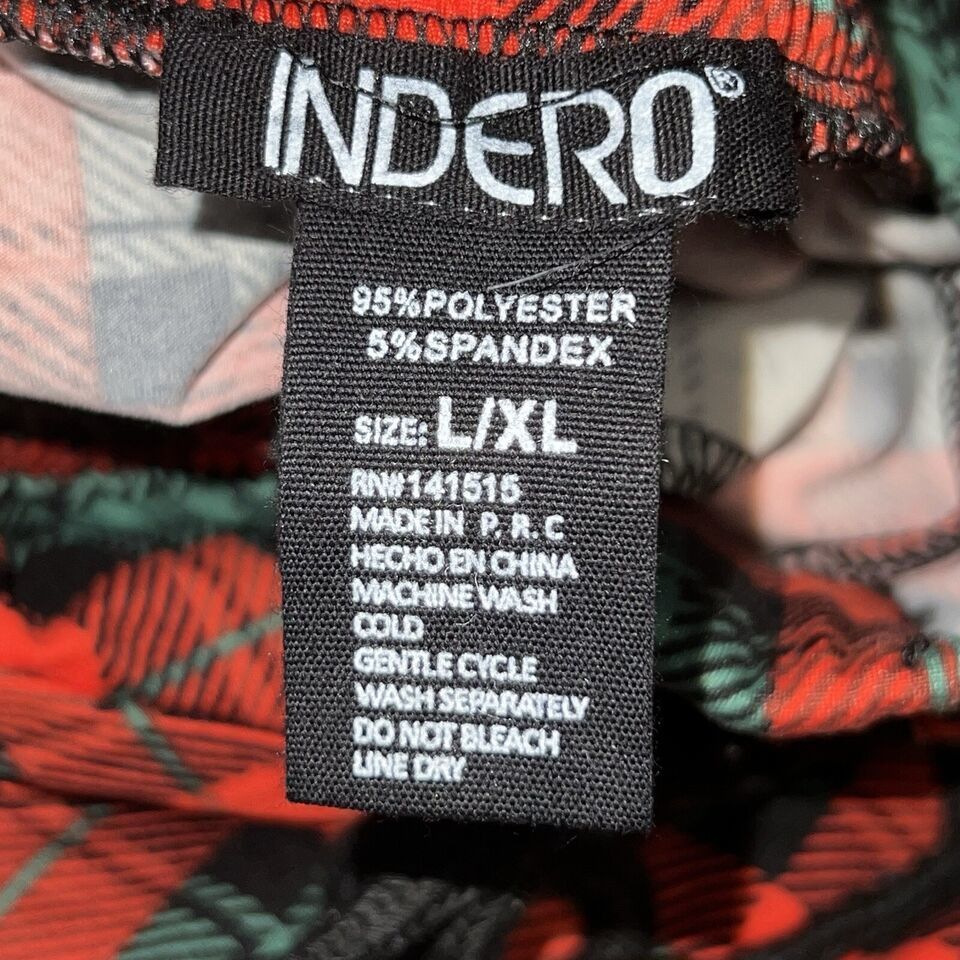 INDERO®
95%POLYESTER
5%SPANDEX
SIZE: L/XL
RN#141515
MADE IN P.R.C
HECHO EN CHINA
MACHINE WASH
COLD
GENTLE CYCLE
WASH SEPARATELY
DO NOT BLEACH
LINE DRY